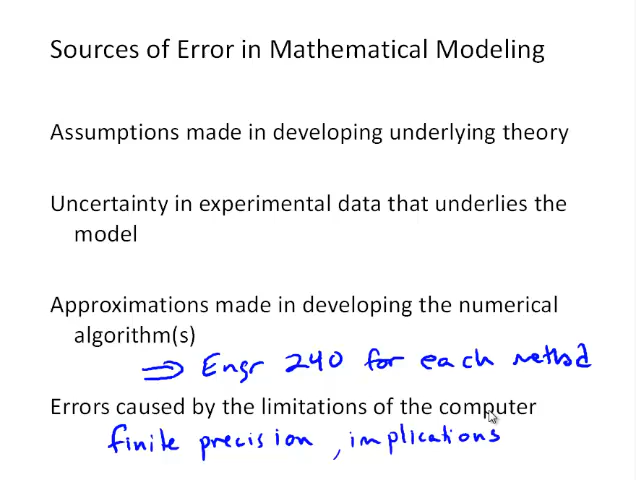 Sources of Error in Mathematical Modeling
Assumptions made in developing underlying theory
Uncertainty in experimental data that underlies the
model
Approximations made in developing the numerical
algorithm(s)
⇒ Engr 240 for each method
Errors caused by the limitations of the computer
finite precision, implications